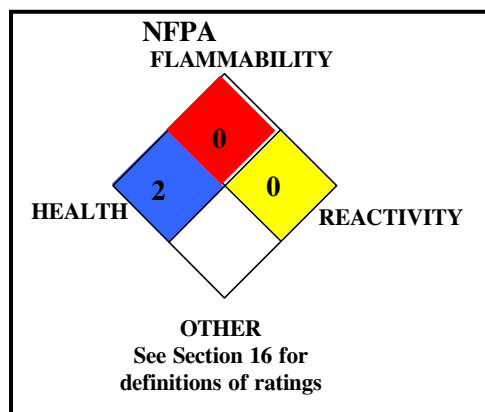 NFPA
FLAMMABILITY
0
2
0
HEALTH
REACTIVITY
OTHER
See Section 16 for
definitions of ratings